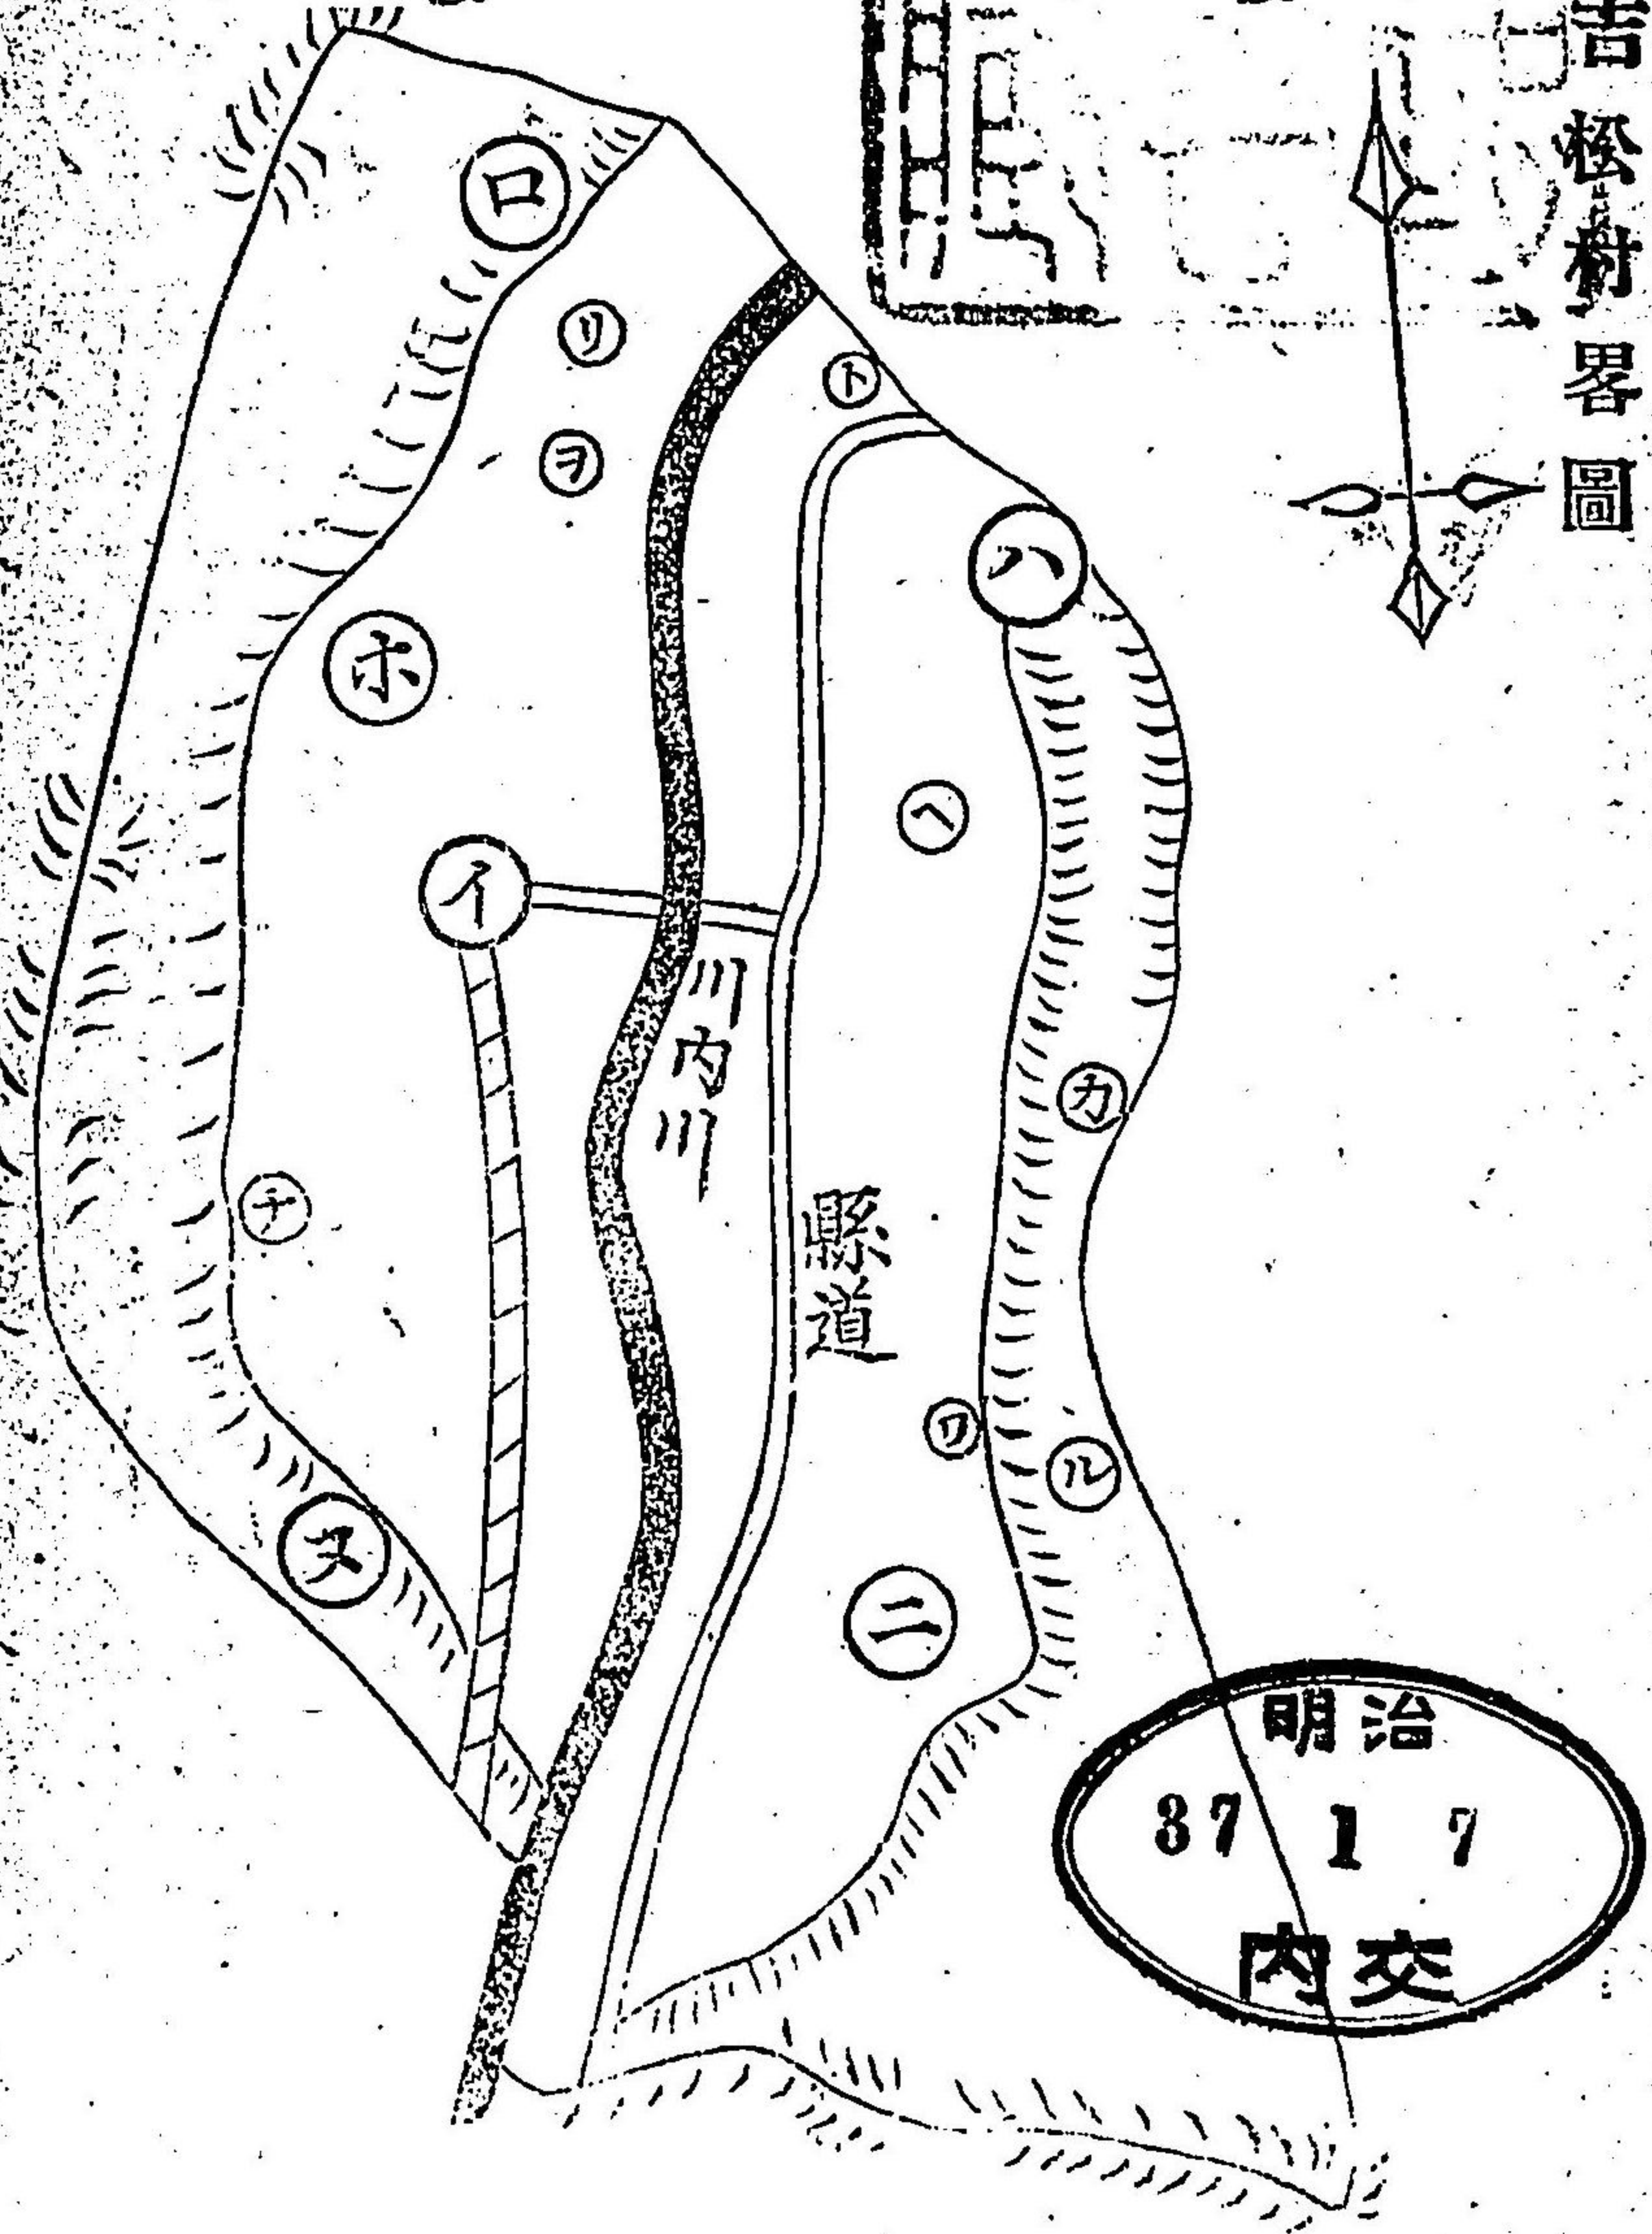 吉松村畧圖
ロ
リ
ト
ヲ
ハ
ホ
ヘ
イ
川内川
カ
チ
縣道
ワ
ル
ヌ
ニ
明治
37 1 7
内交